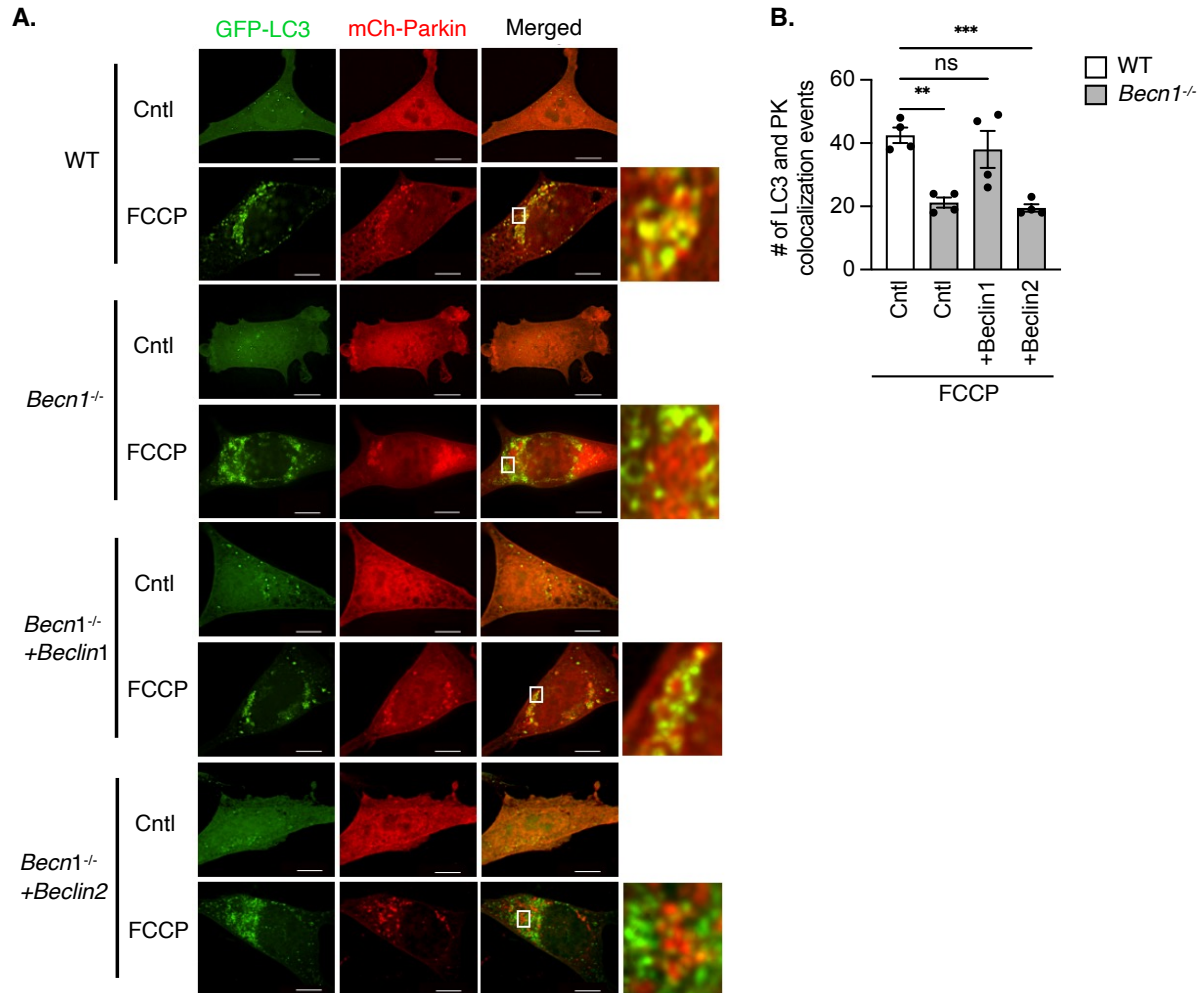 A.
GFP-LC3 mCh-Parkin Merged
WT
Cntl
FCCP
Becn1-/-
Cntl
FCCP
Becn1-/-
+Beclin1
Cntl
FCCP
Becn1-/-
+Beclin2
Cntl
FCCP
B.
***
ns
**
WT
Becn1-/-
# of LC3 and PK
colocalization events
60
40
20
0
Cntl
Cntl
+Beclin1
+Beclin2
FCCP